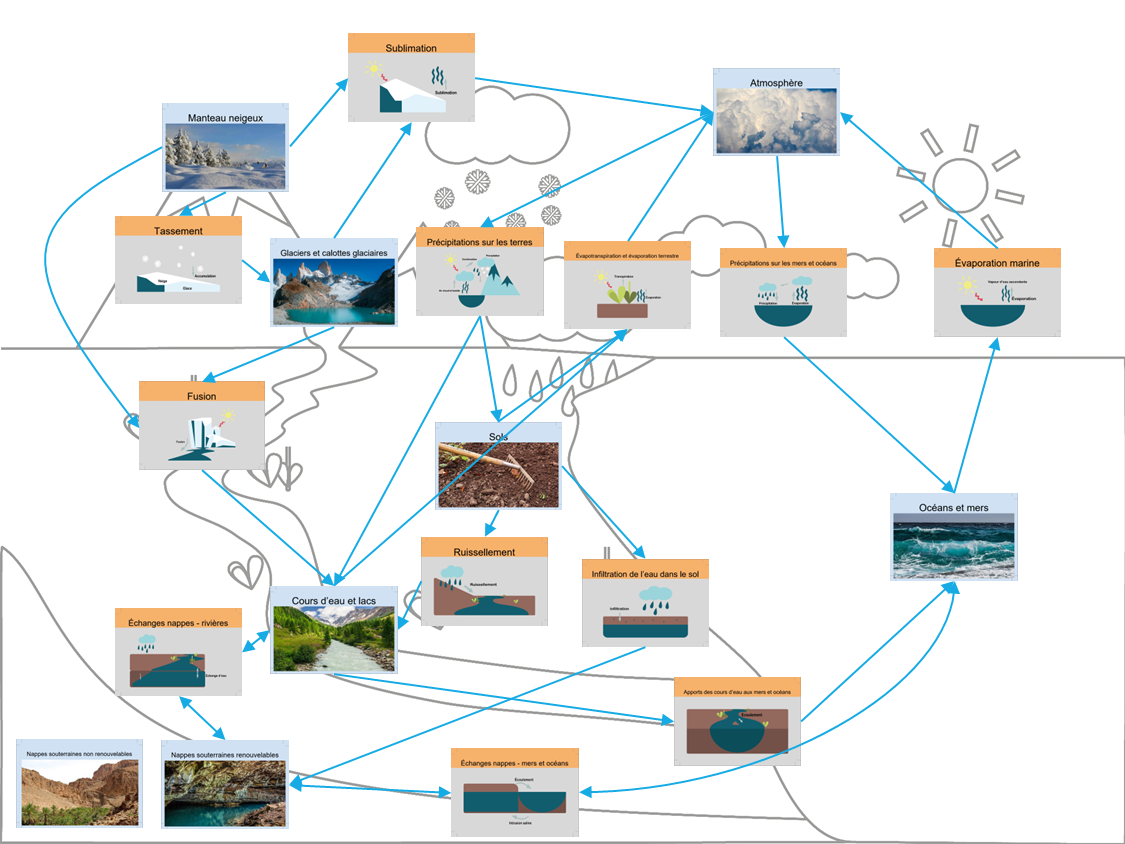 Sublimation
Sublimation
Atmosphère
Manteau neigeux
Tassement
Accumulation
Neige
Glace
Glaciers et calottes glaciaires
Précipitations sur les terres
Évapotranspiration et évaporation terrestre
Transpiration
Évaporation
Précipitations sur les mers et océans
Précipitation
Évaporation
Évaporation marine
Vapeur d'eau ascendante
Évaporation
Fusion
Sols
Océans et mers
Ruissellement
Ruissellement
Infiltration de l'eau dans le sol
Infiltration
Cours d'eau et lacs
Échanges nappes - rivières
Apports des cours d'eau aux mers et océans
Écoulement
Nappes souterraines non renouvelables
Nappes souterraines renouvelables
Échanges nappes - mers et océans
Écoulement
Intrusion saline